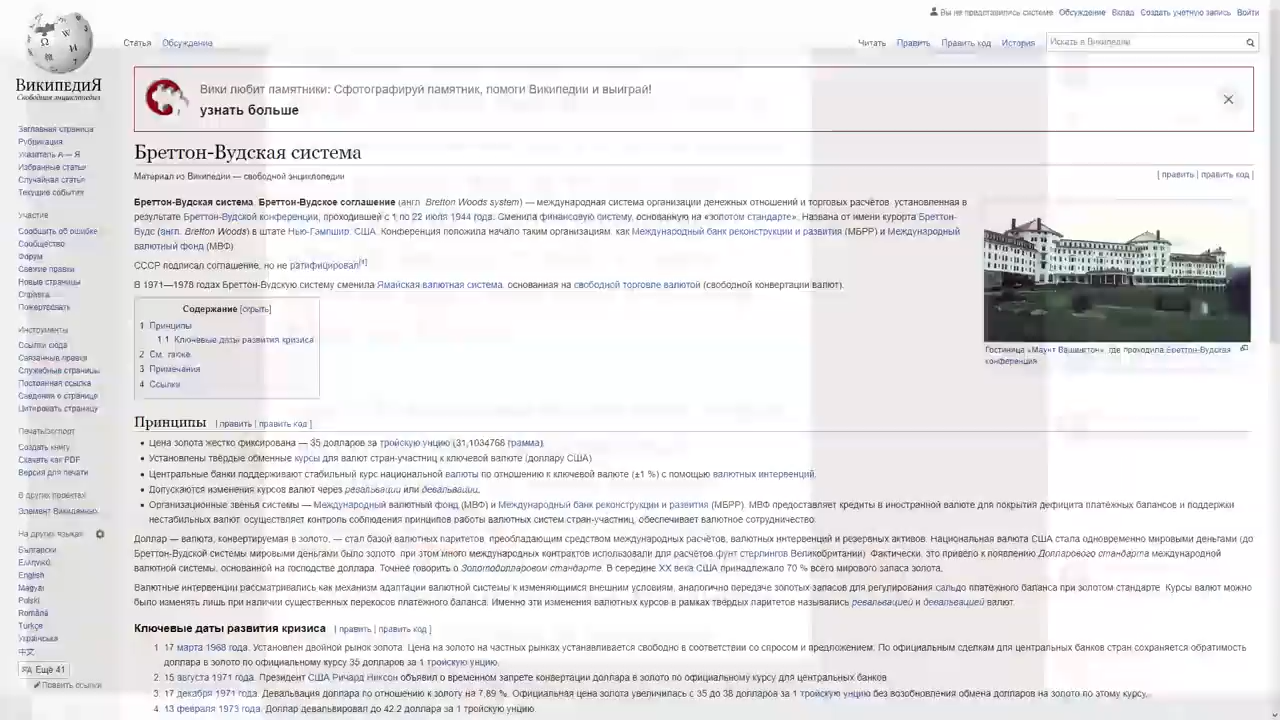 Вы не представились системе Обсуждение Вклад Создать учётную запись Войти
Статья Обсуждение Читать Править Править код История Искать в Википедии
ВикипедиЯ
Свободная энциклопедия
Вики любит памятники: Сфотографируй памятник, помоги Википедии и выиграй!
узнать больше
Заглавная страница
Рубрикация
Указатель А — Я
Избранные статьи
Случайная статья
Текущие события
Участие
Сообщить об ошибке
Сообщество
Форум
Свежие правки
Новые страницы
Справка
Пожертвовать
Инструменты
Ссылки сюда
Связанные правки
Служебные страницы
Постоянная ссылка
Сведения о странице
Цитировать страницу
Печать/экспорт
Создать книгу
Скачать как PDF
Версия для печати
В других проектах
Элемент Викиданных
На других языках
Български
Ελληνικά
English
Magyar
Polski
Română
Türkçe
Українська
中文
Ещё 41
Править ссылки
Бреттон-Вудская система
Материал из Википедии — свободной энциклопедии [ править | править код ]
Бреттон-Вудская система, Бреттон-Вудское соглашение (англ. Bretton Woods system) — международная система организации денежных отношений и торговых расчётов, установленная в
результате Бреттон-Вудской конференции, проходившей с 1 по 22 июля 1944 года. Сменила финансовую систему, основанную на «золотом стандарте». Названа от имени курорта Бреттон-
Вудс (англ. Bretton Woods) в штате Нью-Гэмпшир, США. Конференция положила начало таким организациям, как Международный банк реконструкции и развития (МБРР) и Международный
валютный фонд (МВФ)
СССР подписал соглашение, но не ратифицировал[1]
В 1971—1978 годах Бреттон-Вудскую систему сменила Ямайская валютная система, основанная на свободной торговле валютой (свободной конвертации валют).
Гостиница «Маунт Вашингтон», где проходила Бреттон-Вудская
конференция
Содержание [скрыть]
1 Принципы
1.1 Ключевые даты развития кризиса
2 См. также
3 Примечания
4 Ссылки
Принципы [ править | править код ]
• Цена золота жёстко фиксирована — 35 долларов за тройскую унцию (31,1034768 грамма).
• Установлены твёрдые обменные курсы для валют стран-участниц к ключевой валюте (доллару США)
• Центральные банки поддерживают стабильный курс национальной валюты по отношению к ключевой валюте (±1 %) с помощью валютных интервенций.
• Допускаются изменения курсов валют через ревальвации или девальвации.
• Организационные звенья системы — Международный валютный фонд (МВФ) и Международный банк реконструкции и развития (МБРР). МВФ предоставляет кредиты в иностранной валюте для покрытия дефицита платёжных балансов и поддержки
нестабильных валют, осуществляет контроль соблюдения принципов работы валютных систем стран-участниц, обеспечивает валютное сотрудничество.
Доллар — валюта, конвертируемая в золото, — стал базой валютных паритетов, преобладающим средством международных расчётов, валютных интервенций и резервных активов. Национальная валюта США стала одновременно мировыми деньгами (до
Бреттон-Вудской системы мировыми деньгами было золото, при этом много международных контрактов использовали для расчётов фунт стерлингов Великобритании). Фактически, это привело к появлению Долларового стандарта международной
валютной системы, основанной на господстве доллара. Точнее говорить о Золотодолларовом стандарте. В середине XX века США принадлежало 70 % всего мирового запаса золота.
Валютные интервенции рассматривались как механизм адаптации валютной системы к изменяющимся внешним условиям, аналогично передаче золотых запасов для регулирования сальдо платёжного баланса при золотом стандарте. Курсы валют можно
было изменять лишь при наличии существенных перекосов платёжного баланса. Именно эти изменения валютных курсов в рамках твёрдых паритетов назывались ревальвацией и девальвацией валют.
Ключевые даты развития кризиса [ править | править код ]
1 17 марта 1968 года. Установлен двойной рынок золота. Цена на золото на частных рынках устанавливается свободно в соответствии со спросом и предложением. По официальным сделкам для центральных банков стран сохраняется обратимость
доллара в золото по официальному курсу 35 долларов за 1 тройскую унцию.
2 15 августа 1971 года. Президент США Ричард Никсон объявил о временном запрете конвертации доллара в золото по официальному курсу для центральных банков.
3 17 декабря 1971 года. Девальвация доллара по отношению к золоту на 7,89 %. Официальная цена золота увеличилась с 35 до 38 долларов за 1 тройскую унцию без возобновления обмена долларов на золото по этому курсу.
4 13 февраля 1973 года. Доллар девальвировал до 42,2 доллара за 1 тройскую унцию.